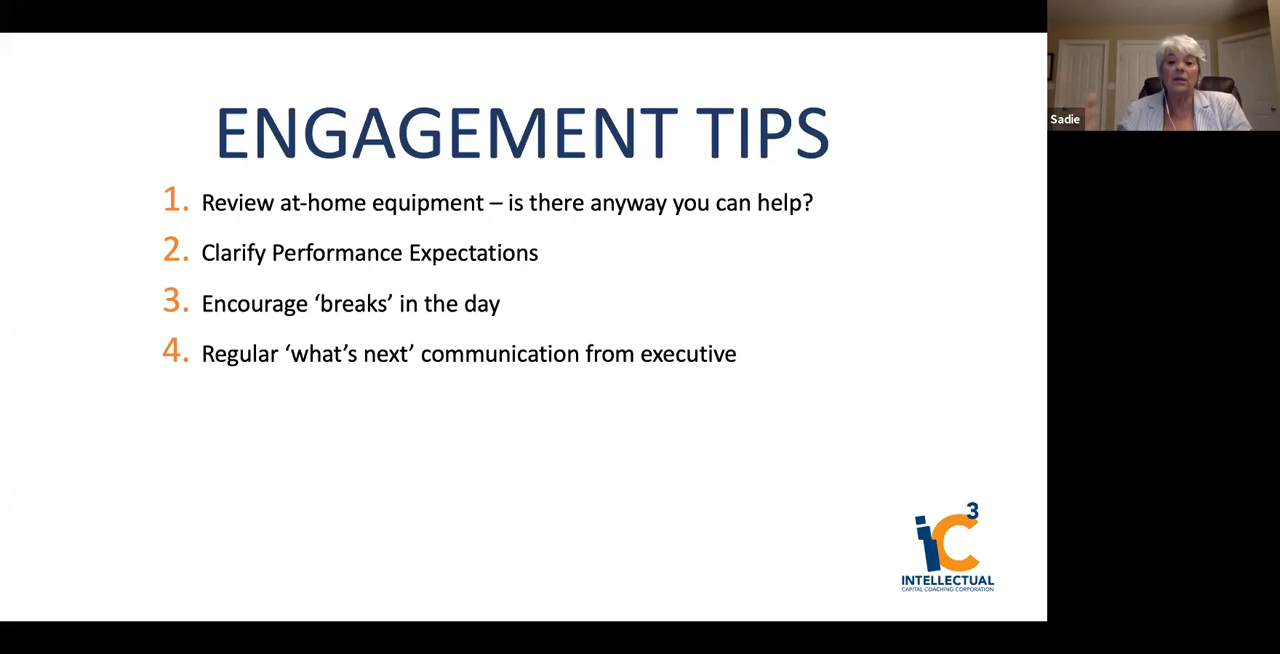 ENGAGEMENT TIPS
1. Review at-home equipment – is there anyway you can help?
2. Clarify Performance Expectations
3. Encourage ‘breaks’ in the day
4. Regular ‘what’s next’ communication from executive
Sadie
iC3
INTELLECTUAL
CAPITAL COACHING CORPORATION